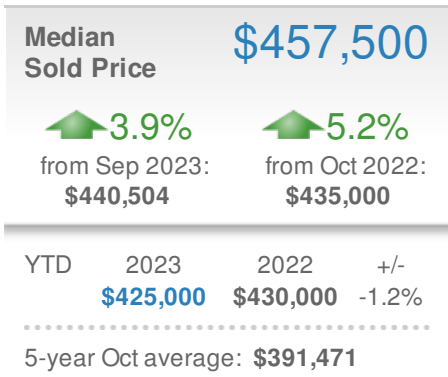 Median
Sold Price
$457,500
3.9%
from Sep 2023:
$440,504
5.2%
from Oct 2022:
$435,000
YTD 2023 2022 +/-
$425,000 $430,000 -1.2%
5-year Oct average: $391,471